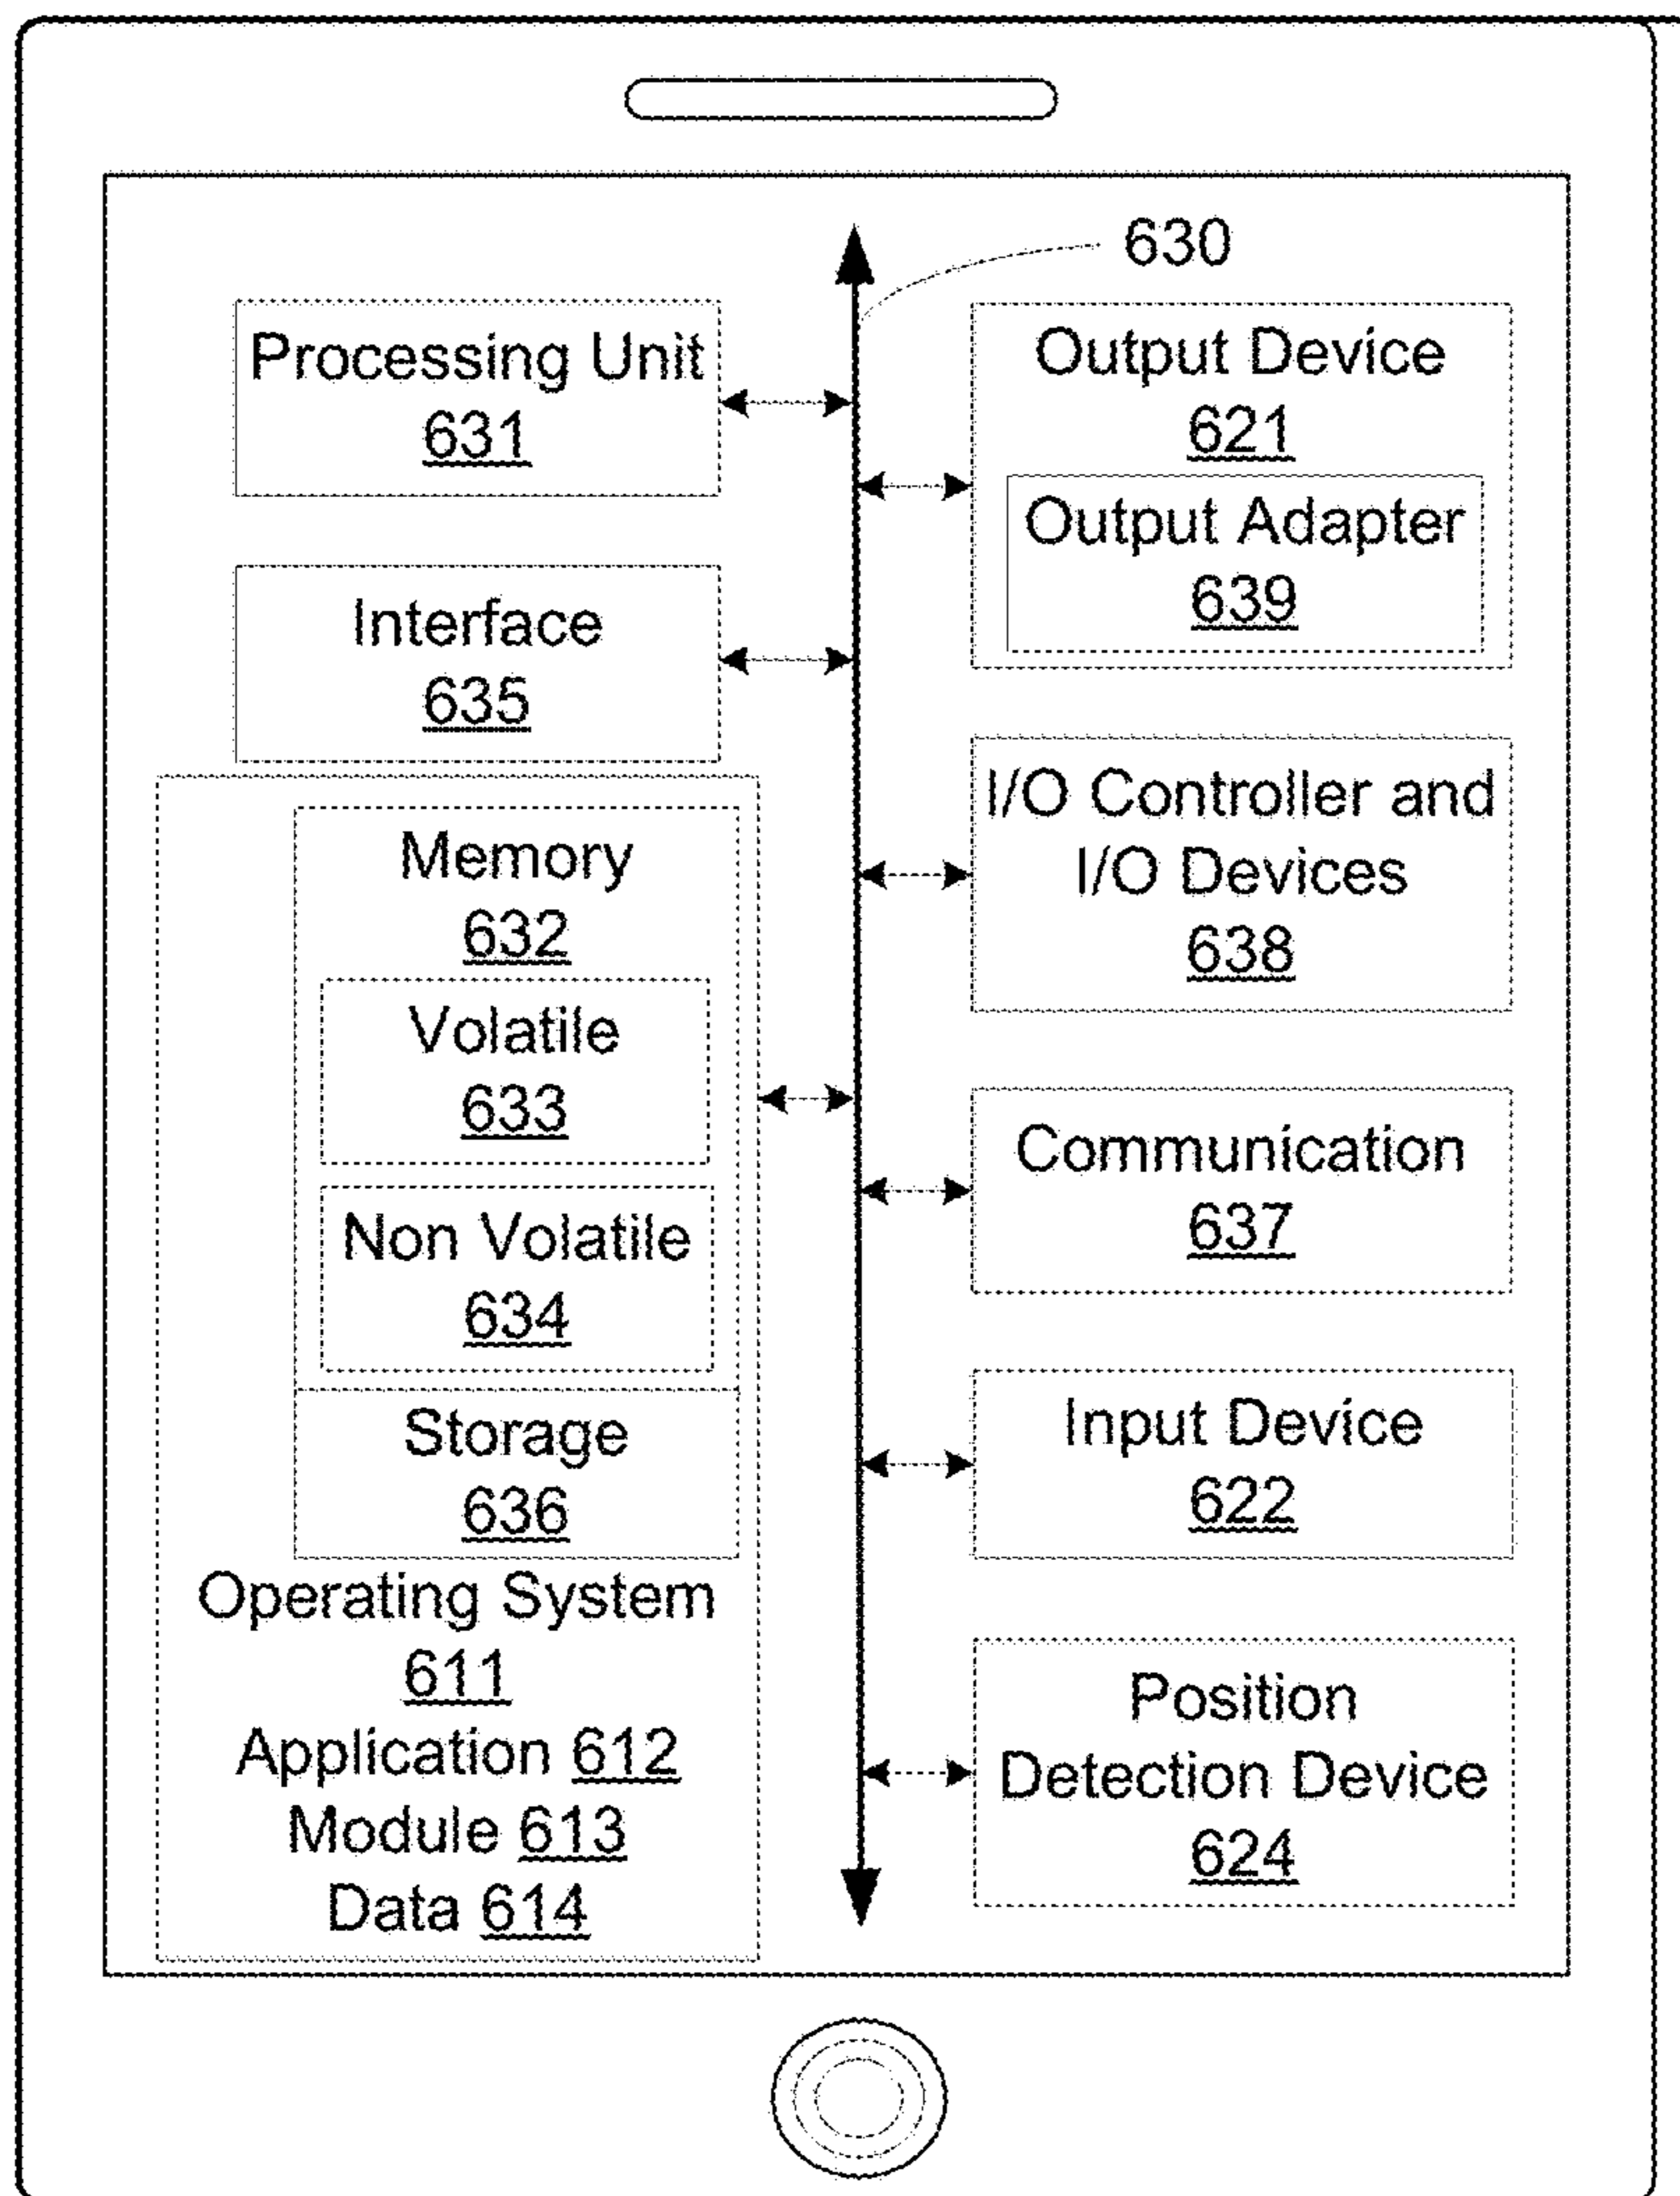 630
Processing Unit
631
Interface
635
Memory
632
Volatile
633
Non Volatile
634
Storage
636
Operating System
611
Application 612
Module 613
Data 614
Output Device
621
Output Adapter
639
I/O Controller and
I/O Devices
638
Communication
637
Input Device
622
Position
Detection Device
624